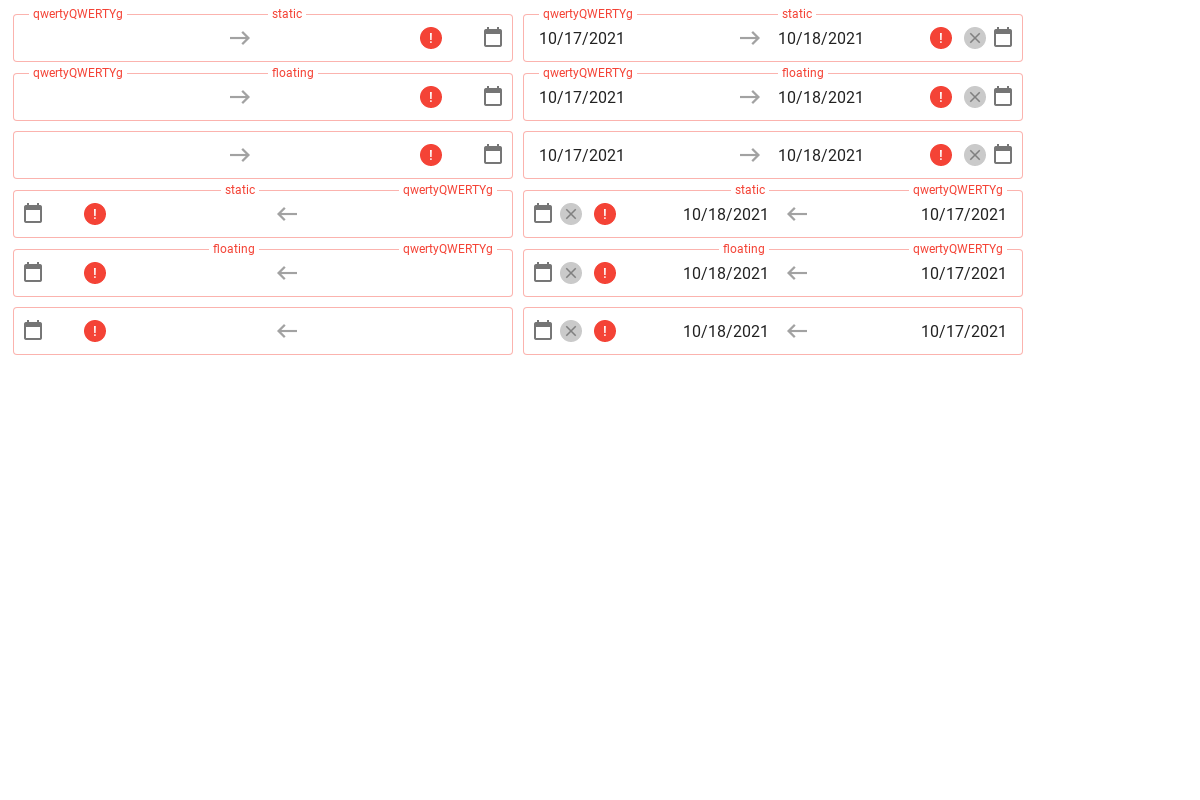 qwertyQWERTYg static qwertyQWERTYg static
10/17/2021 10/18/2021
qwertyQWERTYg floating qwertyQWERTYg floating
10/17/2021 10/18/2021
10/17/2021 10/18/2021
static qwertyQWERTYg static qwertyQWERTYg
10/18/2021 10/17/2021
floating qwertyQWERTYg floating qwertyQWERTYg
10/18/2021 10/17/2021
10/18/2021 10/17/2021